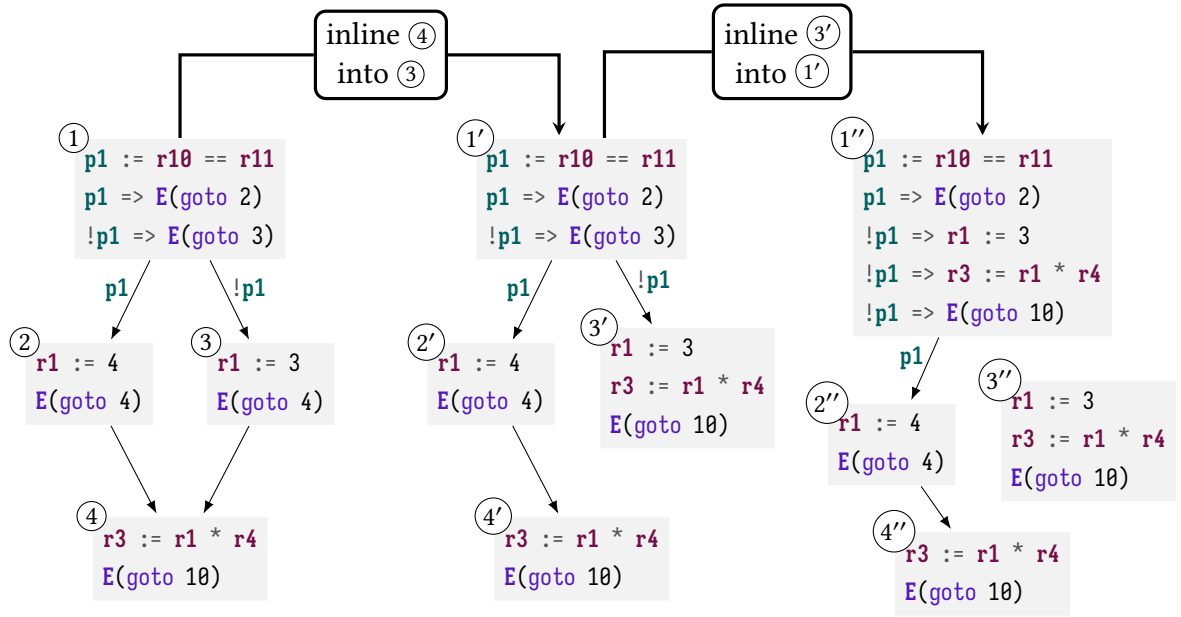 inline ④
into ③
inline 3′
into 1′
①
p1 := r10 == r11
p1 => E(goto 2)
!p1 => E(goto 3)
p1
!p1
②
r1 := 4
E(goto 4)
③
r1 := 3
E(goto 4)
④
r3 := r1 * r4
E(goto 10)
1′
p1 := r10 == r11
p1 => E(goto 2)
!p1 => E(goto 3)
p1
!p1
2′
r1 := 4
E(goto 4)
3′
r1 := 3
r3 := r1 * r4
E(goto 10)
4′
r3 := r1 * r4
E(goto 10)
1′′
p1 := r10 == r11
p1 => E(goto 2)
!p1 => r1 := 3
!p1 => r3 := r1 * r4
!p1 => E(goto 10)
p1
2′′
r1 := 4
E(goto 4)
3′′
r1 := 3
r3 := r1 * r4
E(goto 10)
4′′
r3 := r1 * r4
E(goto 10)